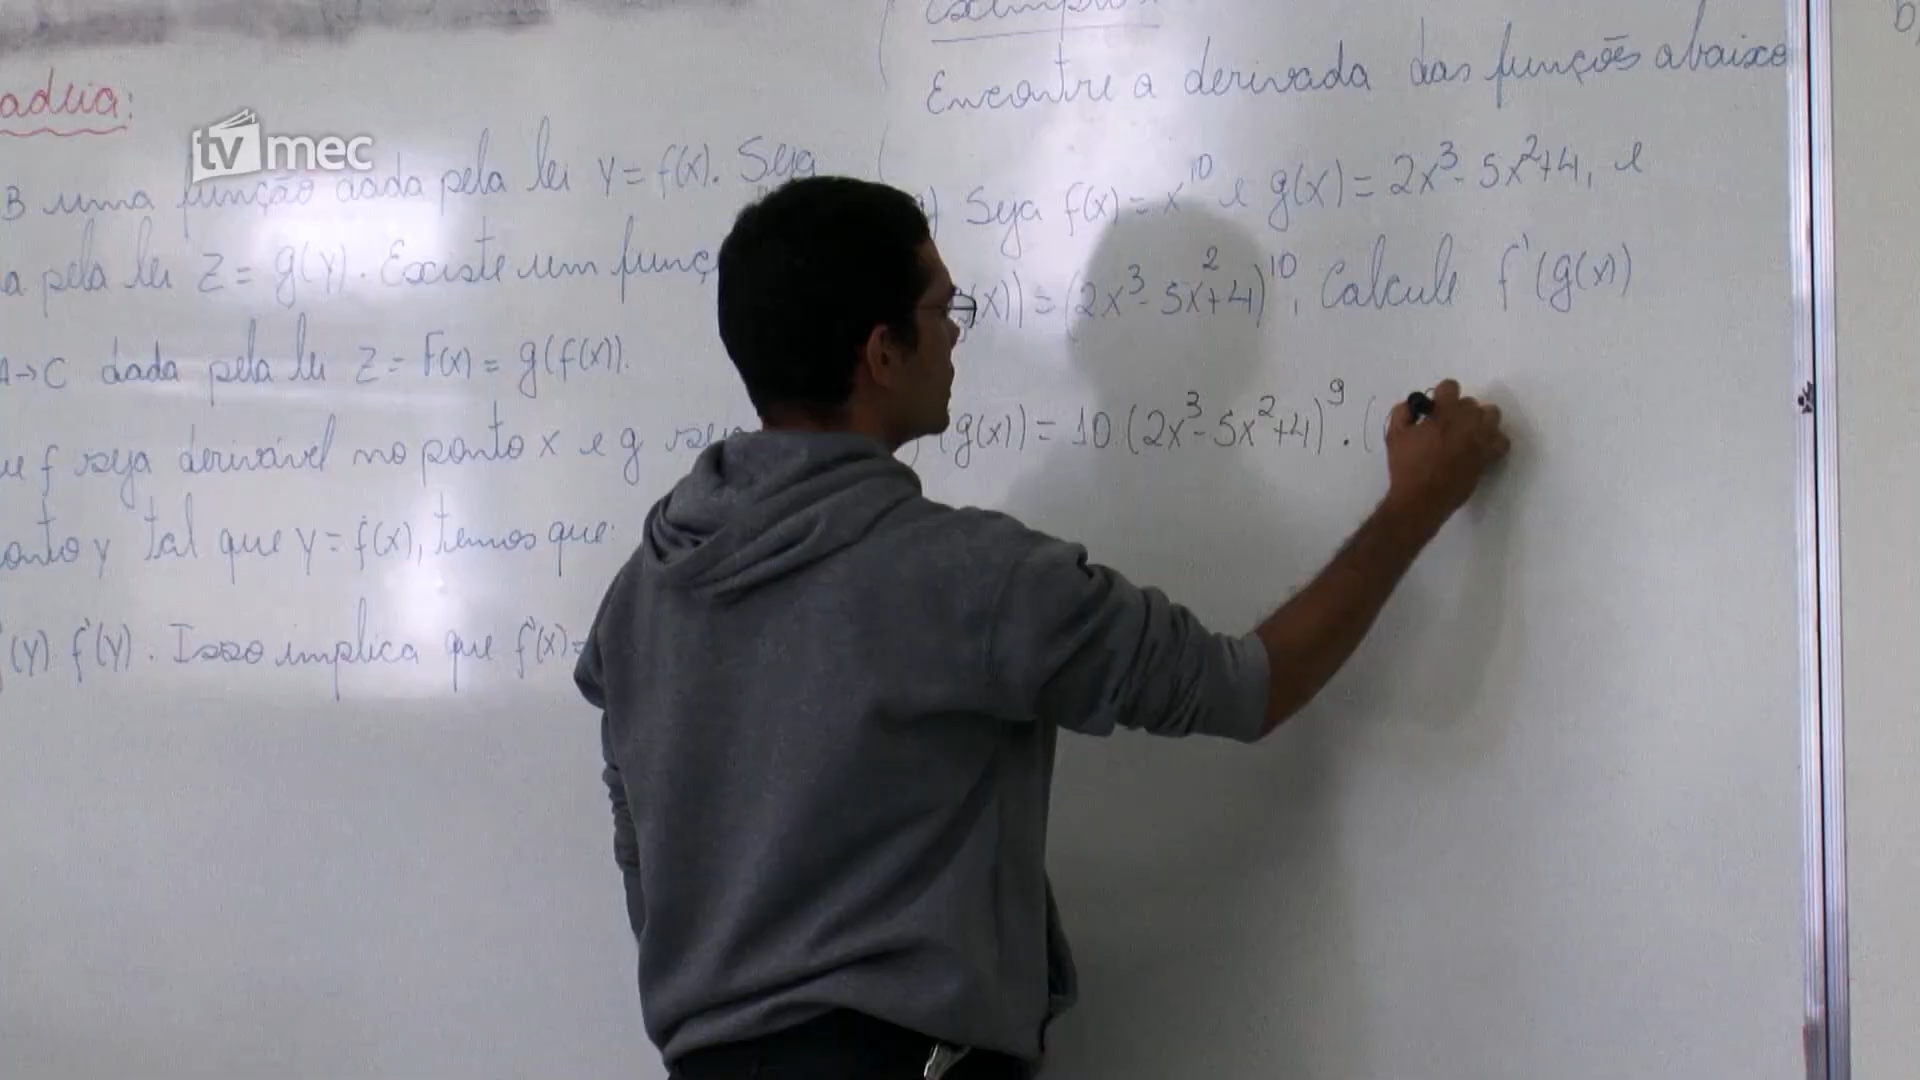 adeia:
tv mec
B uma função dada pela lei y = f(x). Seja
a pela lei z = g(y). Existe um funç
A→C dada pela lei z = F(x) = g(f(x)).
ue f seja derivável no ponto x e g seja
onto y tal que y = f(x), temos que:
(y) f'(y). Isso implica que f'(x)=
Exemplos:
Encontre a derivada das funções abaixo
a) Seja f(x) = x^10 e g(x) = 2x^3 - 5x^2+4, e
(x)) = (2x^3 - 5x^2+4)^10, Calcule f'(g(x))
(g(x)) = 10 (2x^3 - 5x^2+4)^9 . (